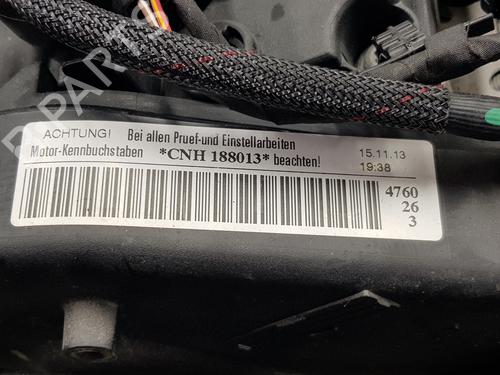 ACHTUNG! Bei allen Pruef-und Einstellarbeiten
Motor-Kennbuchstaben *CNH 188013* beachten!
15.11.13
19:38
4760
26
3